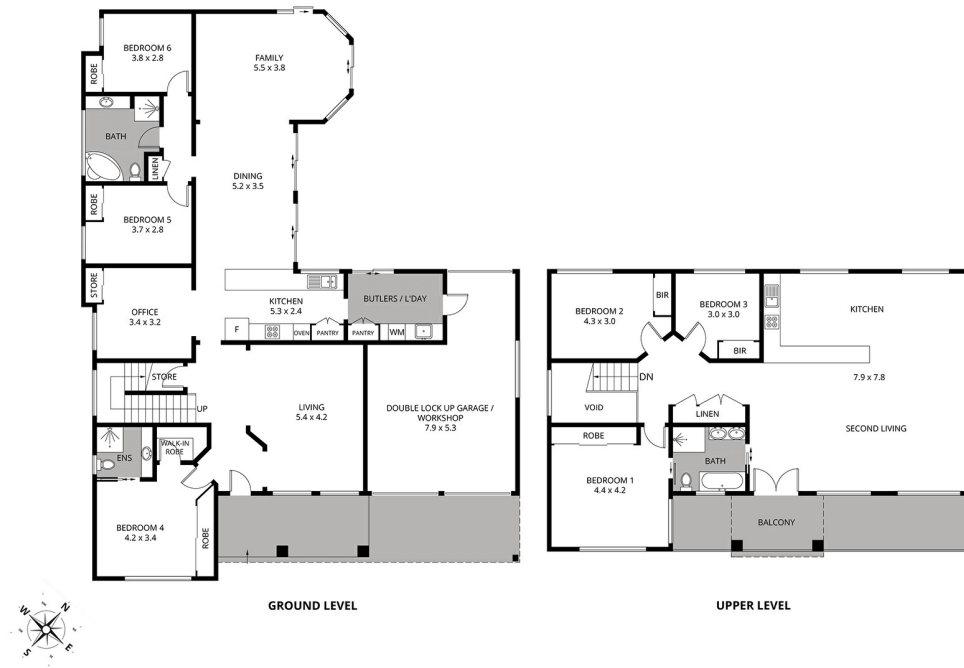 BEDROOM 6
3.8 x 2.8
ROBE
FAMILY
5.5 x 3.8
BATH
LINEN
DINING
5.2 x 3.5
ROBE
BEDROOM 5
3.7 x 2.8
STORE
OFFICE
3.4 x 3.2
KITCHEN
5.3 x 2.4
F
OVEN
PANTRY
PANTRY
WM
BUTLERS / L'DAY
STORE
UP
LIVING
5.4 x 4.2
DOUBLE LOCK UP GARAGE /
WORKSHOP
7.9 x 5.3
ENS
WALK-IN
ROBE
BEDROOM 4
4.2 x 3.4
ROBE
GROUND LEVEL
BEDROOM 2
4.3 x 3.0
BIR
BEDROOM 3
3.0 x 3.0
BIR
KITCHEN
7.9 x 7.8
DN
VOID
LINEN
SECOND LIVING
ROBE
BATH
BEDROOM 1
4.4 x 4.2
BALCONY
UPPER LEVEL
N
W
E
S